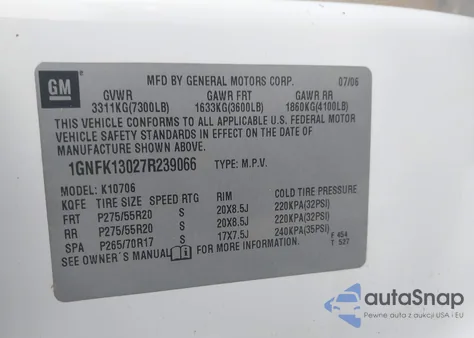 GM
MFD BY GENERAL MOTORS CORP. 07/06
GVWR GAWR FRT GAWR RR
3311KG(7300LB) 1633KG(3600LB) 1860KG(4100LB)
THIS VEHICLE CONFORMS TO ALL APPLICABLE U.S. FEDERAL MOTOR
VEHICLE SAFETY STANDARDS IN EFFECT ON THE DATE OF
MANUFACTURE SHOWN ABOVE.
1GNFK13027R239066 TYPE: M.P.V.
MODEL: K10706
KQFE TIRE SIZE SPEED RTG RIM COLD TIRE PRESSURE
FRT P275/55R20 S 20X8.5J 220KPA(32PSI)
RR P275/55R20 S 20X8.5J 220KPA(32PSI)
SPA P265/70R17 S 17X7.5J 240KPA(35PSI) F 454
SEE OWNER'S MANUAL FOR MORE INFORMATION. T 527
autoSnap
Pewne auta z dowozem z aukcji USA - EU